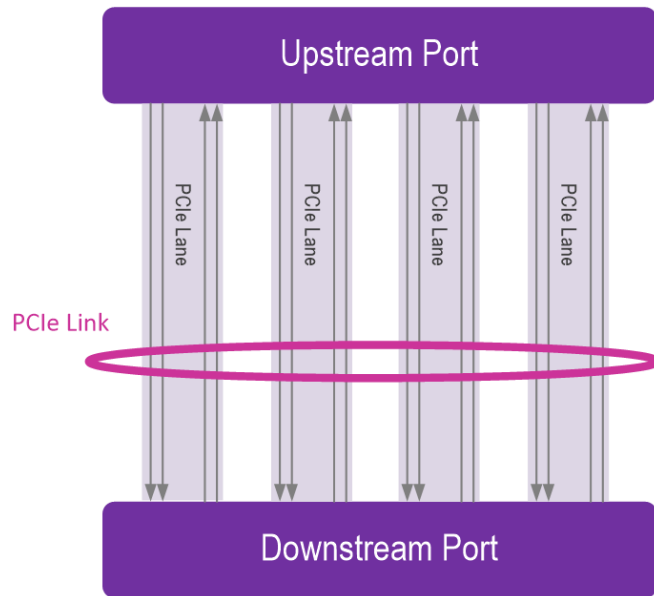 Upstream Port
PCIe Lane
PCIe Lane
PCIe Lane
PCIe Lane
PCIe Link
Downstream Port